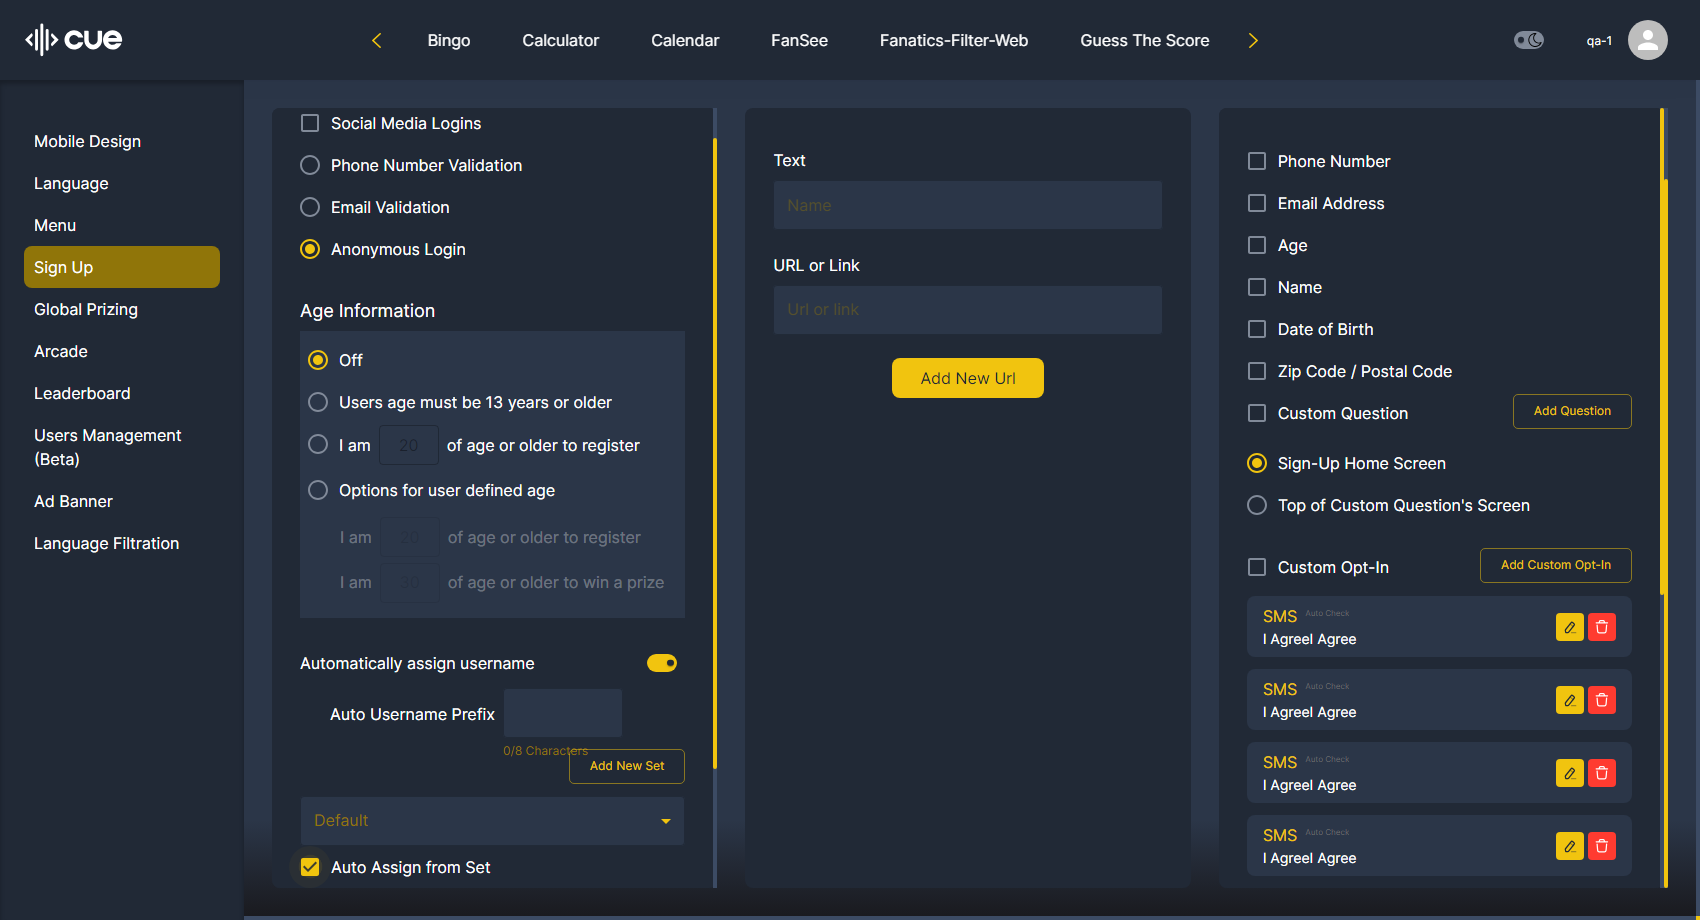 cue
Bingo
Calculator
Calendar
FanSee
Fanatics-Filter-Web
Guess The Score
qa-1
Mobile Design
Language
Menu
Sign Up
Global Prizing
Arcade
Leaderboard
Users Management
(Beta)
Ad Banner
Language Filtration
Social Media Logins
Phone Number Validation
Email Validation
Anonymous Login
Age Information
Off
Users age must be 13 years or older
I am 20 of age or older to register
Options for user defined age
I am 20 of age or older to register
I am 30 of age or older to win a prize
Automatically assign username
Auto Username Prefix
0/8 Characters
Add New Set
Default
Auto Assign from Set
Text
Name
URL or Link
Url or link
Add New Url
Phone Number
Email Address
Age
Name
Date of Birth
Zip Code / Postal Code
Custom Question
Add Question
Sign-Up Home Screen
Top of Custom Question's Screen
Custom Opt-In
Add Custom Opt-In
SMS Auto Check
I AgreeI Agree
SMS Auto Check
I AgreeI Agree
SMS Auto Check
I AgreeI Agree
SMS Auto Check
I AgreeI Agree